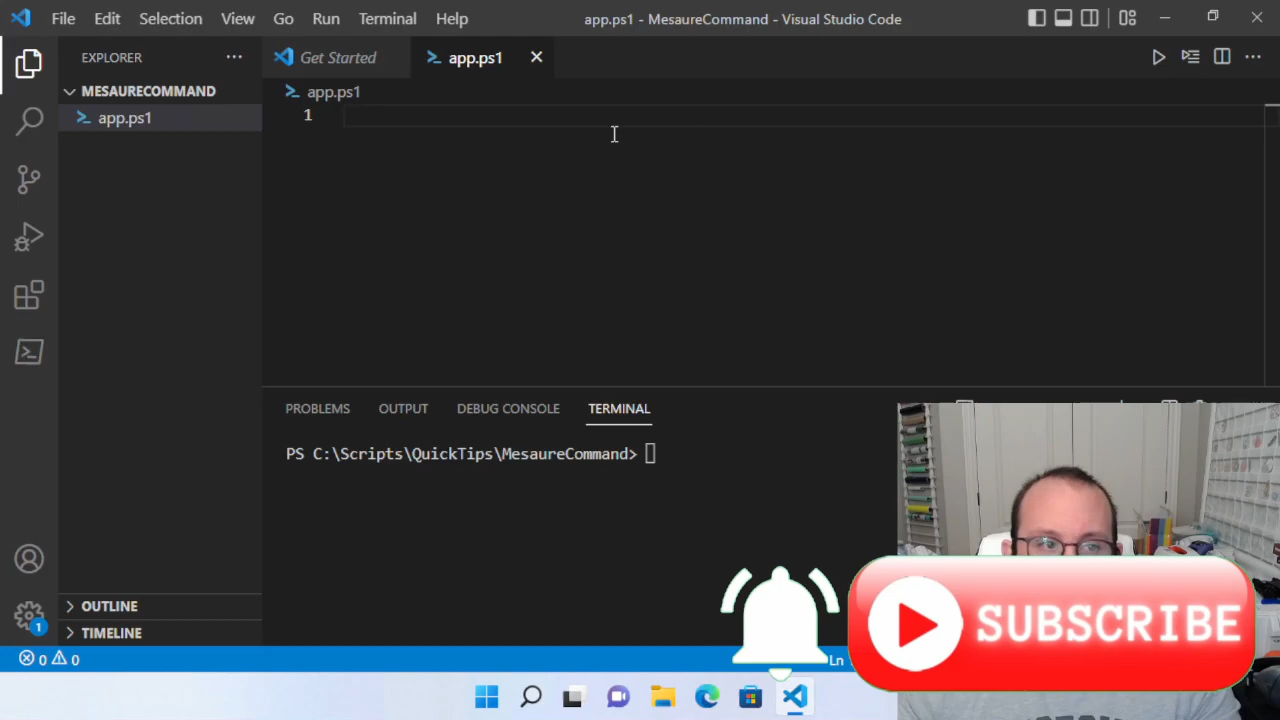 File Edit Selection View Go Run Terminal Help
app.ps1 - MesaureCommand - Visual Studio Code
EXPLORER
MESAURECOMMAND
app.ps1
OUTLINE
TIMELINE
Get Started
app.ps1
app.ps1
1
PROBLEMS OUTPUT DEBUG CONSOLE TERMINAL
PS C:\Scripts\QuickTips\MesaureCommand>
1
0 0
Ln
SUBSCRIBE